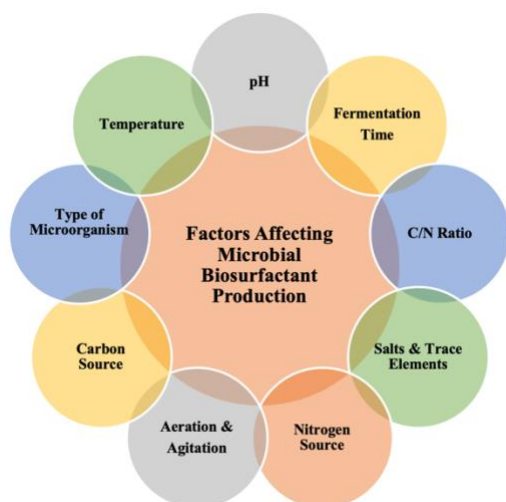 pH
Fermentation
Time
C/N Ratio
Salts & Trace
Elements
Nitrogen
Source
Aeration &
Agitation
Carbon
Source
Type of
Microorganism
Temperature
Factors Affecting
Microbial
Biosurfactant
Production